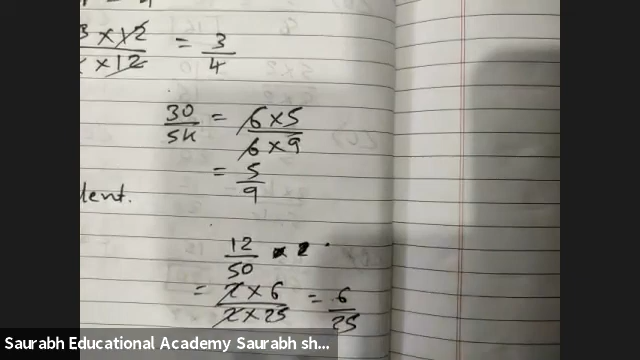 3 × 12 / × 12 = 3/4
30/54 = 6 × 5 / 6 × 9
= 5/9
dent.
12/50
= 2 × 6 / 2 × 25 = 6/25
Saurabh Educational Academy Saurabh sh...